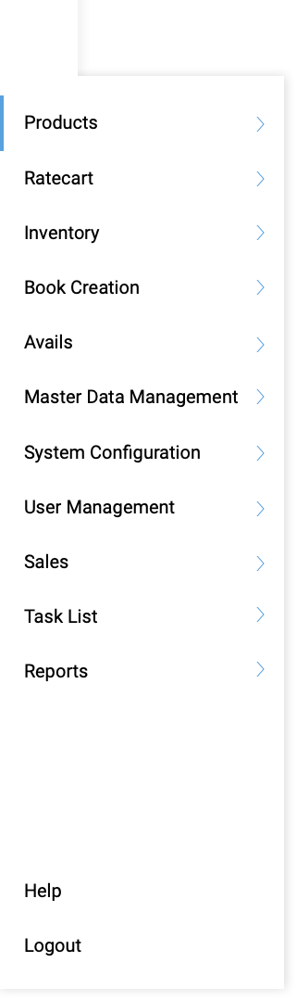 Products
Ratecart
Inventory
Book Creation
Avails
Master Data Management
System Configuration
User Management
Sales
Task List
Reports
Help
Logout